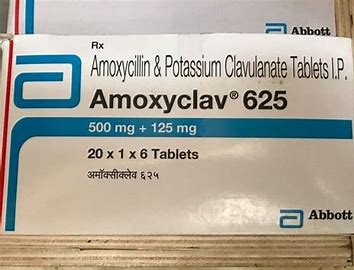 Abbott
Rx
Amoxycillin & Potassium Clavulanate Tablets I.P.
Amoxyclav® 625
500 mg + 125 mg
20 x 1 x 6 Tablets
अमॉक्सीक्लेव ६२५
Abbott